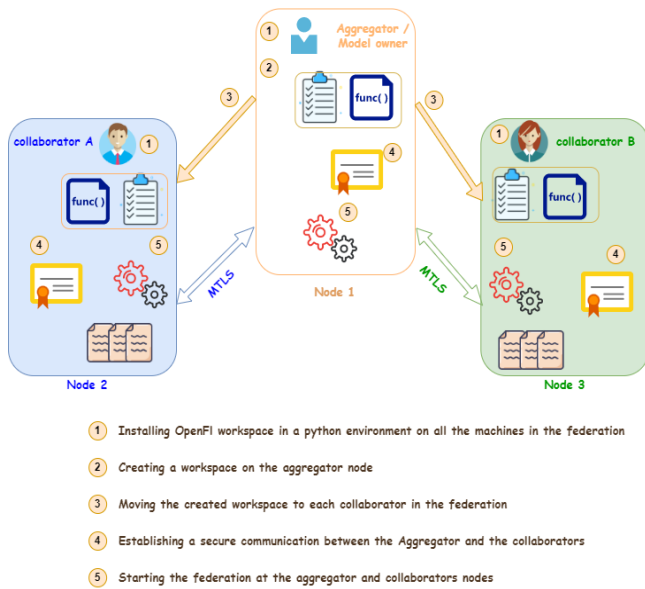 1
Aggregator /
Model owner
2
3
3
func( )
collaborator A
1
1
collaborator B
4
func( )
func( )
5
4
5
5
4
MTLS
MTLS
Node 1
Node 2
Node 3
1 Installing OpenFl workspace in a python environment on all the machines in the federation
2 Creating a workspace on the aggregator node
3 Moving the created workspace to each collaborator in the federation
4 Establishing a secure communication between the Aggregator and the collaborators
5 Starting the federation at the aggregator and collaborators nodes